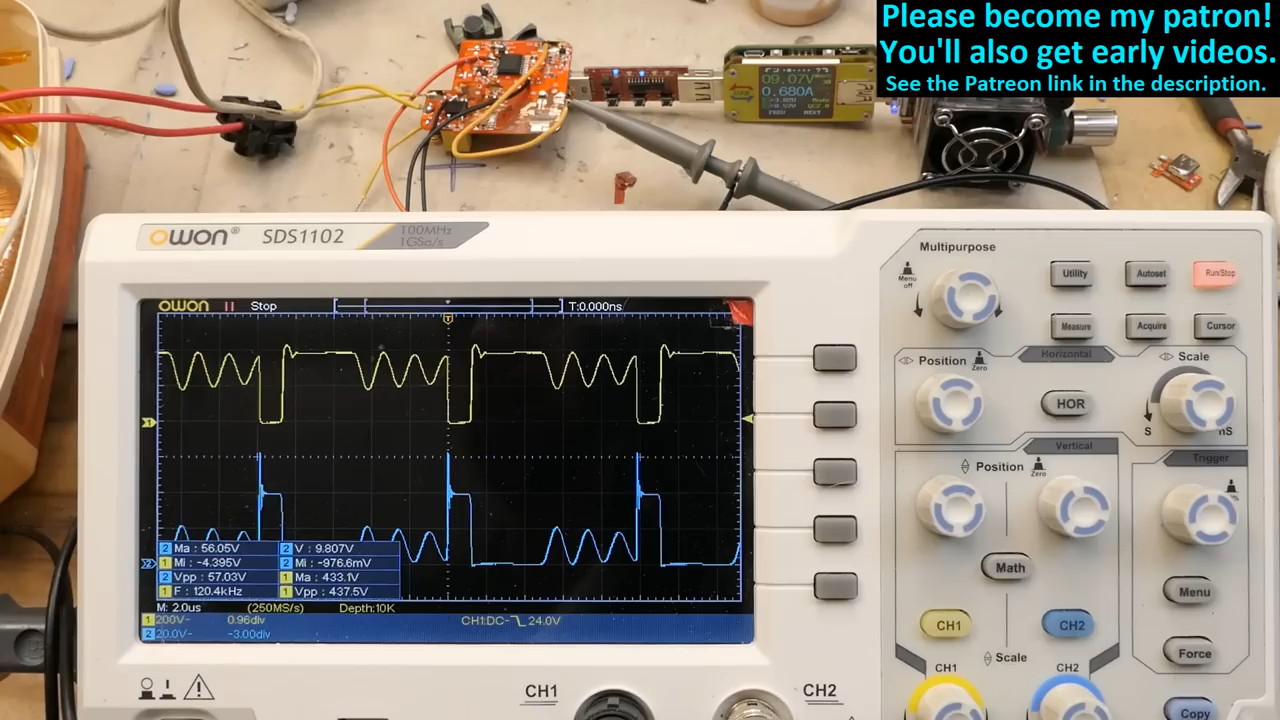 Please become my patron!
You'll also get early videos.
See the Patreon link in the description.
09.07V
0.680A
OWON® SDS1102 100MHz
1GSa/s
Multipurpose
Menu
off
Utility Autoset Run/Stop
Measure Acquire Cursor
Horizontal
Position Zero Scale
HOR
S nS
Vertical
Position Zero
Trigger
Math
Menu
CH1 CH2
Force
Scale
CH1 CH2
Copy
OWON Stop T:0.000ns
T
1
2
2 Ma : 56.05V 2 V : 9.807V
1 Mi : -4.395V 2 Mi : -976.6mV
2 Vpp : 57.03V 1 Ma : 433.1V
1 F : 120.4kHz 1 Vpp : 437.5V
M: 2.0us (250MS/s) Depth:10K
1 200V~ 0.96div CH1:DC- 24.0V
2 20.0V~ -3.00div
CH1 CH2